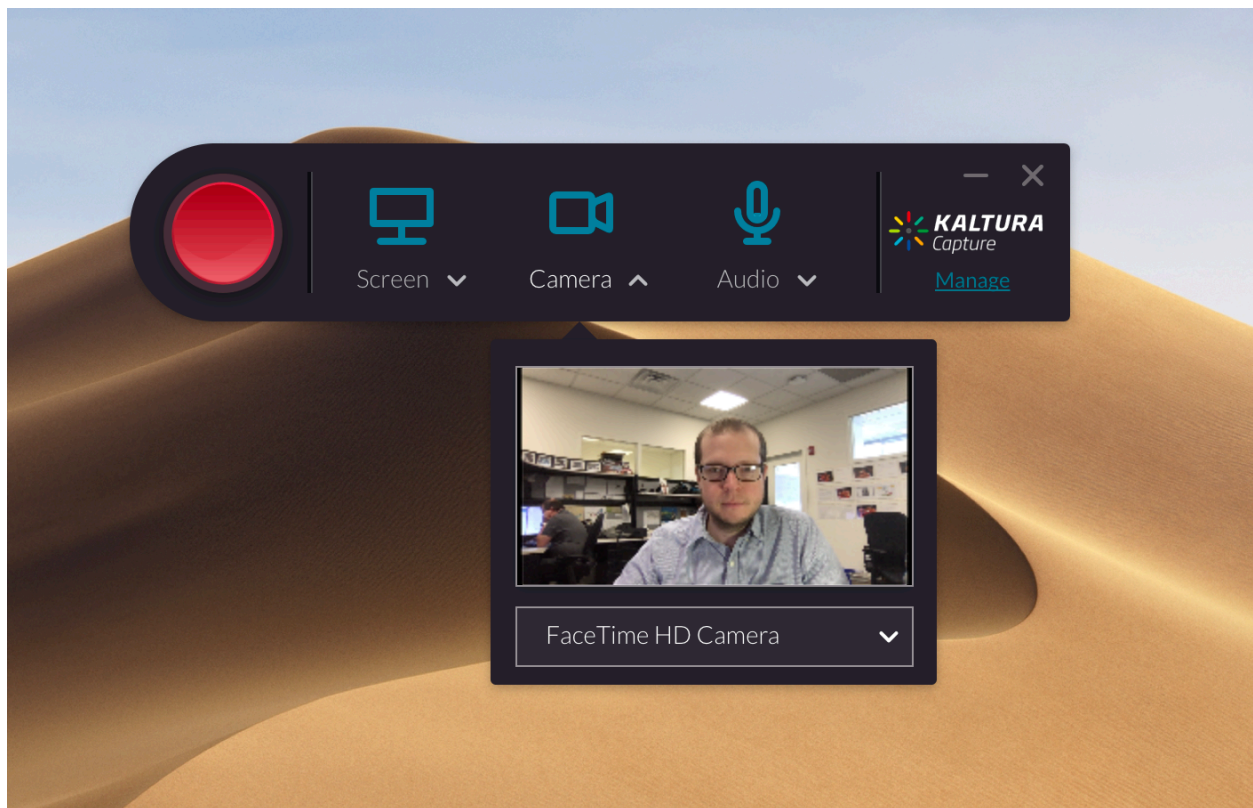 Screen
Camera
Audio
KALTURA
Capture
Manage
FaceTime HD Camera